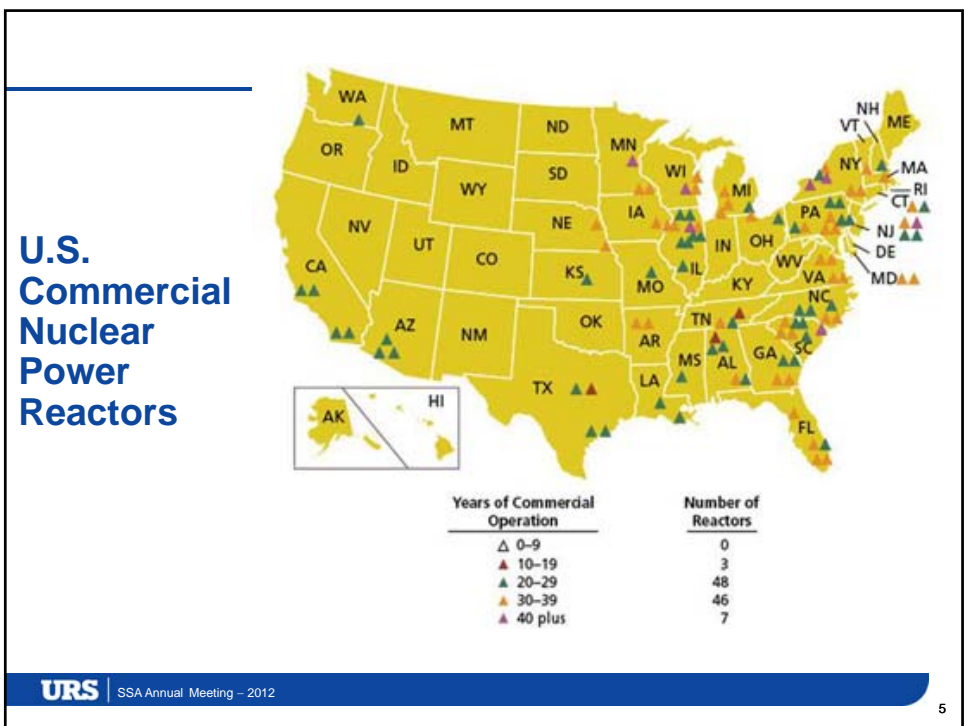 U.S.
Commercial
Nuclear
Power
Reactors
WA
MT
ND
MN
OR
ID
SD
WI
MI
NY
VT
NH
ME
MA
RI
CT
WY
NE
IA
PA
NJ
DE
MD
NV
UT
CO
IL
IN
OH
WV
VA
CA
KS
MO
KY
NC
AZ
NM
OK
AR
TN
SC
TX
LA
MS
AL
GA
FL
AK
HI
Years of Commercial
Operation
Number of
Reactors
0–9 0
10–19 3
20–29 48
30–39 46
40 plus 7
URS SSA Annual Meeting – 2012
5